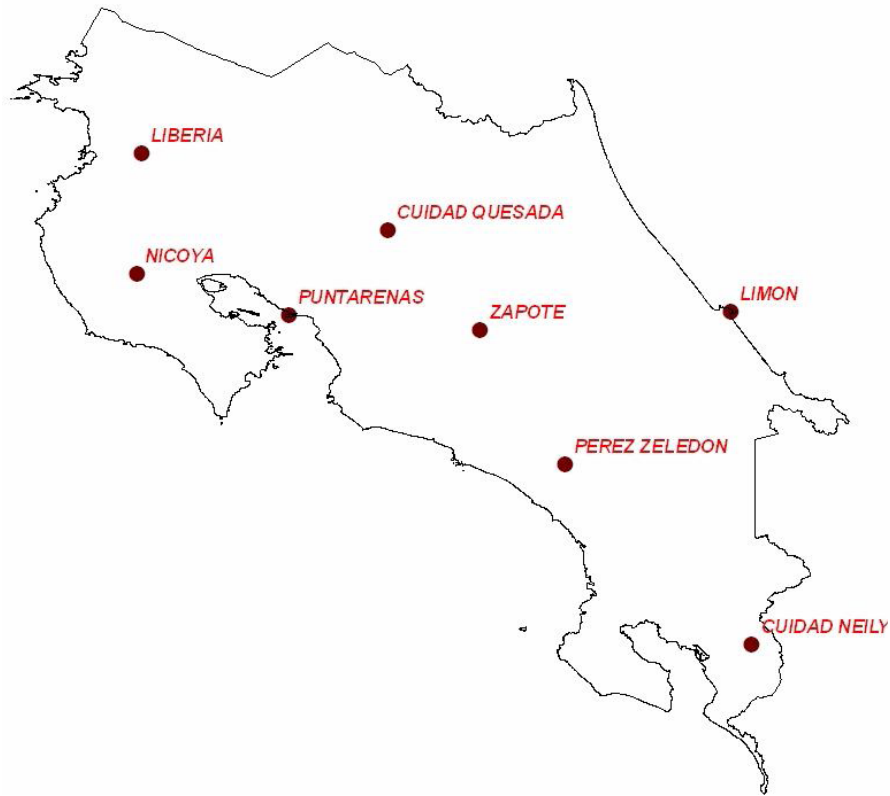 LIBERIA
CUIDAD QUESADA
NICOYA
PUNTARENAS
ZAPOTE
LIMON
PEREZ ZELEDON
CUIDAD NEILY